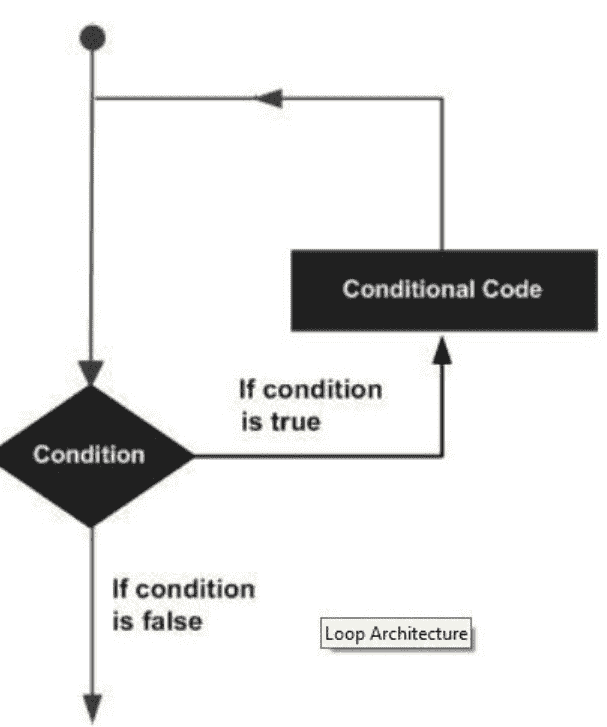 Conditional Code
If condition
is true
Condition
If condition
is false
Loop Architecture